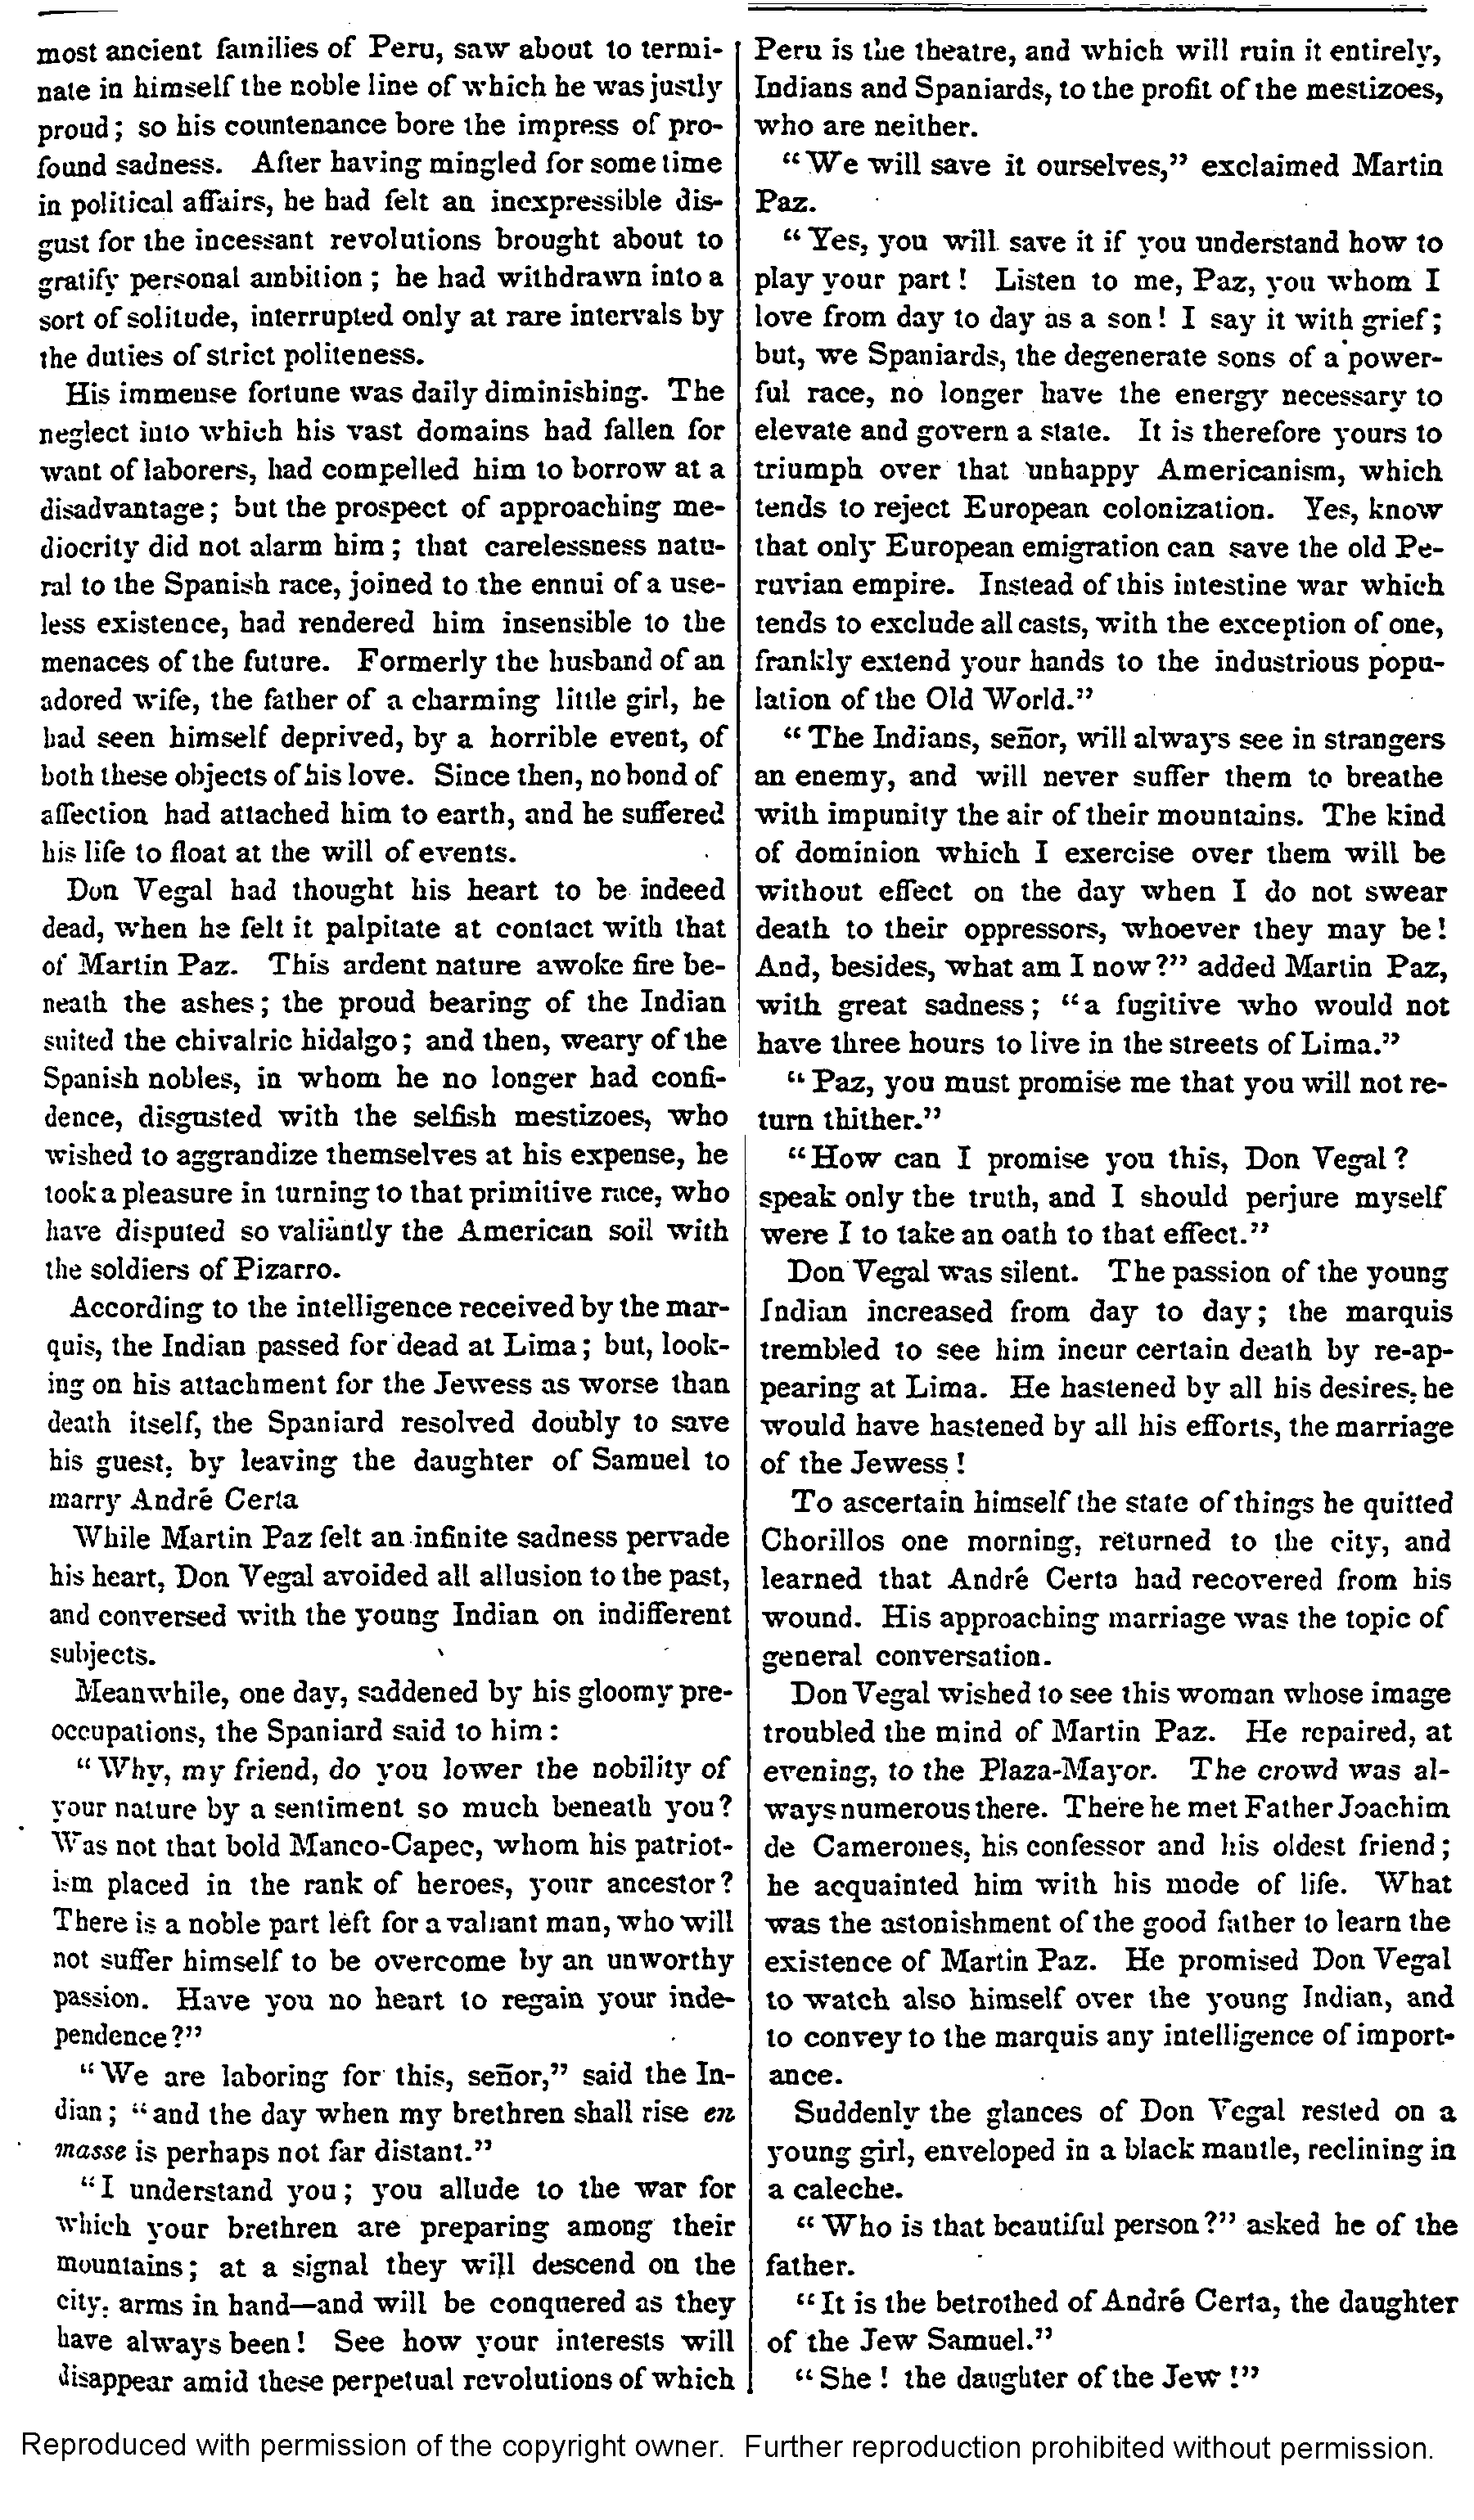 most ancient families of Peru, saw about to termi-
nate in himself the noble line of which he was justly
proud; so his countenance bore the impress of pro-
found sadness. After having mingled for some time
in political affairs, he had felt an inexpressible dis-
gust for the incessant revolutions brought about to
gratify personal ambition; he had withdrawn into a
sort of solitude, interrupted only at rare intervals by
the duties of strict politeness.
His immense fortune was daily diminishing. The
neglect into which his vast domains had fallen for
want of laborers, had compelled him to borrow at a
disadvantage; but the prospect of approaching me-
diocrity did not alarm him; that carelessness natu-
ral to the Spanish race, joined to the ennui of a use-
less existence, had rendered him insensible to the
menaces of the future. Formerly the husband of an
adored wife, the father of a charming little girl, he
had seen himself deprived, by a horrible event, of
both these objects of his love. Since then, no bond of
affection had attached him to earth, and he suffered
his life to float at the will of events.
Don Vegal had thought his heart to be indeed
dead, when he felt it palpitate at contact with that
of Martin Paz. This ardent nature awoke fire be-
neath the ashes; the proud bearing of the Indian
suited the chivalric hidalgo; and then, weary of the
Spanish nobles, in whom he no longer had confi-
dence, disgusted with the selfish mestizoes, who
wished to aggrandize themselves at his expense, he
took a pleasure in turning to that primitive race, who
have disputed so valiantly the American soil with
the soldiers of Pizarro.
According to the intelligence received by the mar-
quis, the Indian passed for dead at Lima; but, look-
ing on his attachment for the Jewess as worse than
death itself, the Spaniard resolved doubly to save
his guest, by leaving the daughter of Samuel to
marry André Certa
While Martin Paz felt an infinite sadness pervade
his heart, Don Vegal avoided all allusion to the past,
and conversed with the young Indian on indifferent
subjects.
Meanwhile, one day, saddened by his gloomy pre-
occupations, the Spaniard said to him:
"Why, my friend, do you lower the nobility of
your nature by a sentiment so much beneath you?
Was not that bold Manco-Capec, whom his patriot-
ism placed in the rank of heroes, your ancestor?
There is a noble part left for a valiant man, who will
not suffer himself to be overcome by an unworthy
passion. Have you no heart to regain your inde-
pendence?"
"We are laboring for this, señor," said the In-
dian; "and the day when my brethren shall rise en
masse is perhaps not far distant."
"I understand you; you allude to the war for
which your brethren are preparing among their
mountains; at a signal they will descend on the
city, arms in hand—and will be conquered as they
have always been! See how your interests will
disappear amid these perpetual revolutions of which
Peru is the theatre, and which will ruin it entirely,
Indians and Spaniards, to the profit of the mestizoes,
who are neither.
"We will save it ourselves," exclaimed Martin
Paz.
"Yes, you will save it if you understand how to
play your part! Listen to me, Paz, you whom I
love from day to day as a son! I say it with grief;
but, we Spaniards, the degenerate sons of a power-
ful race, no longer have the energy necessary to
elevate and govern a state. It is therefore yours to
triumph over that unhappy Americanism, which
tends to reject European colonization. Yes, know
that only European emigration can save the old Pe-
ruvian empire. Instead of this intestine war which
tends to exclude all casts, with the exception of one,
frankly extend your hands to the industrious popu-
lation of the Old World."
"The Indians, señor, will always see in strangers
an enemy, and will never suffer them to breathe
with impunity the air of their mountains. The kind
of dominion which I exercise over them will be
without effect on the day when I do not swear
death to their oppressors, whoever they may be!
And, besides, what am I now?" added Martin Paz,
with great sadness; "a fugitive who would not
have three hours to live in the streets of Lima."
"Paz, you must promise me that you will not re-
turn thither."
"How can I promise you this, Don Vegal?
speak only the truth, and I should perjure myself
were I to take an oath to that effect."
Don Vegal was silent. The passion of the young
Indian increased from day to day; the marquis
trembled to see him incur certain death by re-ap-
pearing at Lima. He hastened by all his desires, he
would have hastened by all his efforts, the marriage
of the Jewess!
To ascertain himself the state of things he quitted
Chorillos one morning, returned to the city, and
learned that André Certa had recovered from his
wound. His approaching marriage was the topic of
general conversation.
Don Vegal wished to see this woman whose image
troubled the mind of Martin Paz. He repaired, at
evening, to the Plaza-Mayor. The crowd was al-
ways numerous there. There he met Father Joachim
de Camerones, his confessor and his oldest friend;
he acquainted him with his mode of life. What
was the astonishment of the good father to learn the
existence of Martin Paz. He promised Don Vegal
to watch also himself over the young Indian, and
to convey to the marquis any intelligence of import-
ance.
Suddenly the glances of Don Vegal rested on a
young girl, enveloped in a black mantle, reclining in
a caleche.
"Who is that beautiful person?" asked he of the
father.
"It is the betrothed of André Certa, the daughter
of the Jew Samuel."
"She! the daughter of the Jew!"
Reproduced with permission of the copyright owner. Further reproduction prohibited without permission.